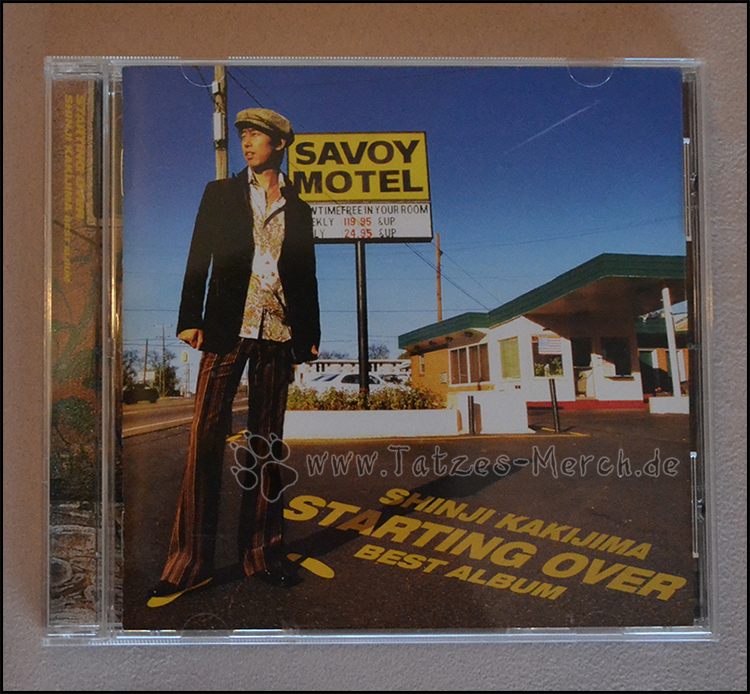 SAVOY
MOTEL
TIME FREE IN YOUR ROOM
119.95 &UP
24.95 &UP
www.Tatzes-Merch.de
SHINJI KAKIJIMA
STARTING OVER
BEST ALBUM